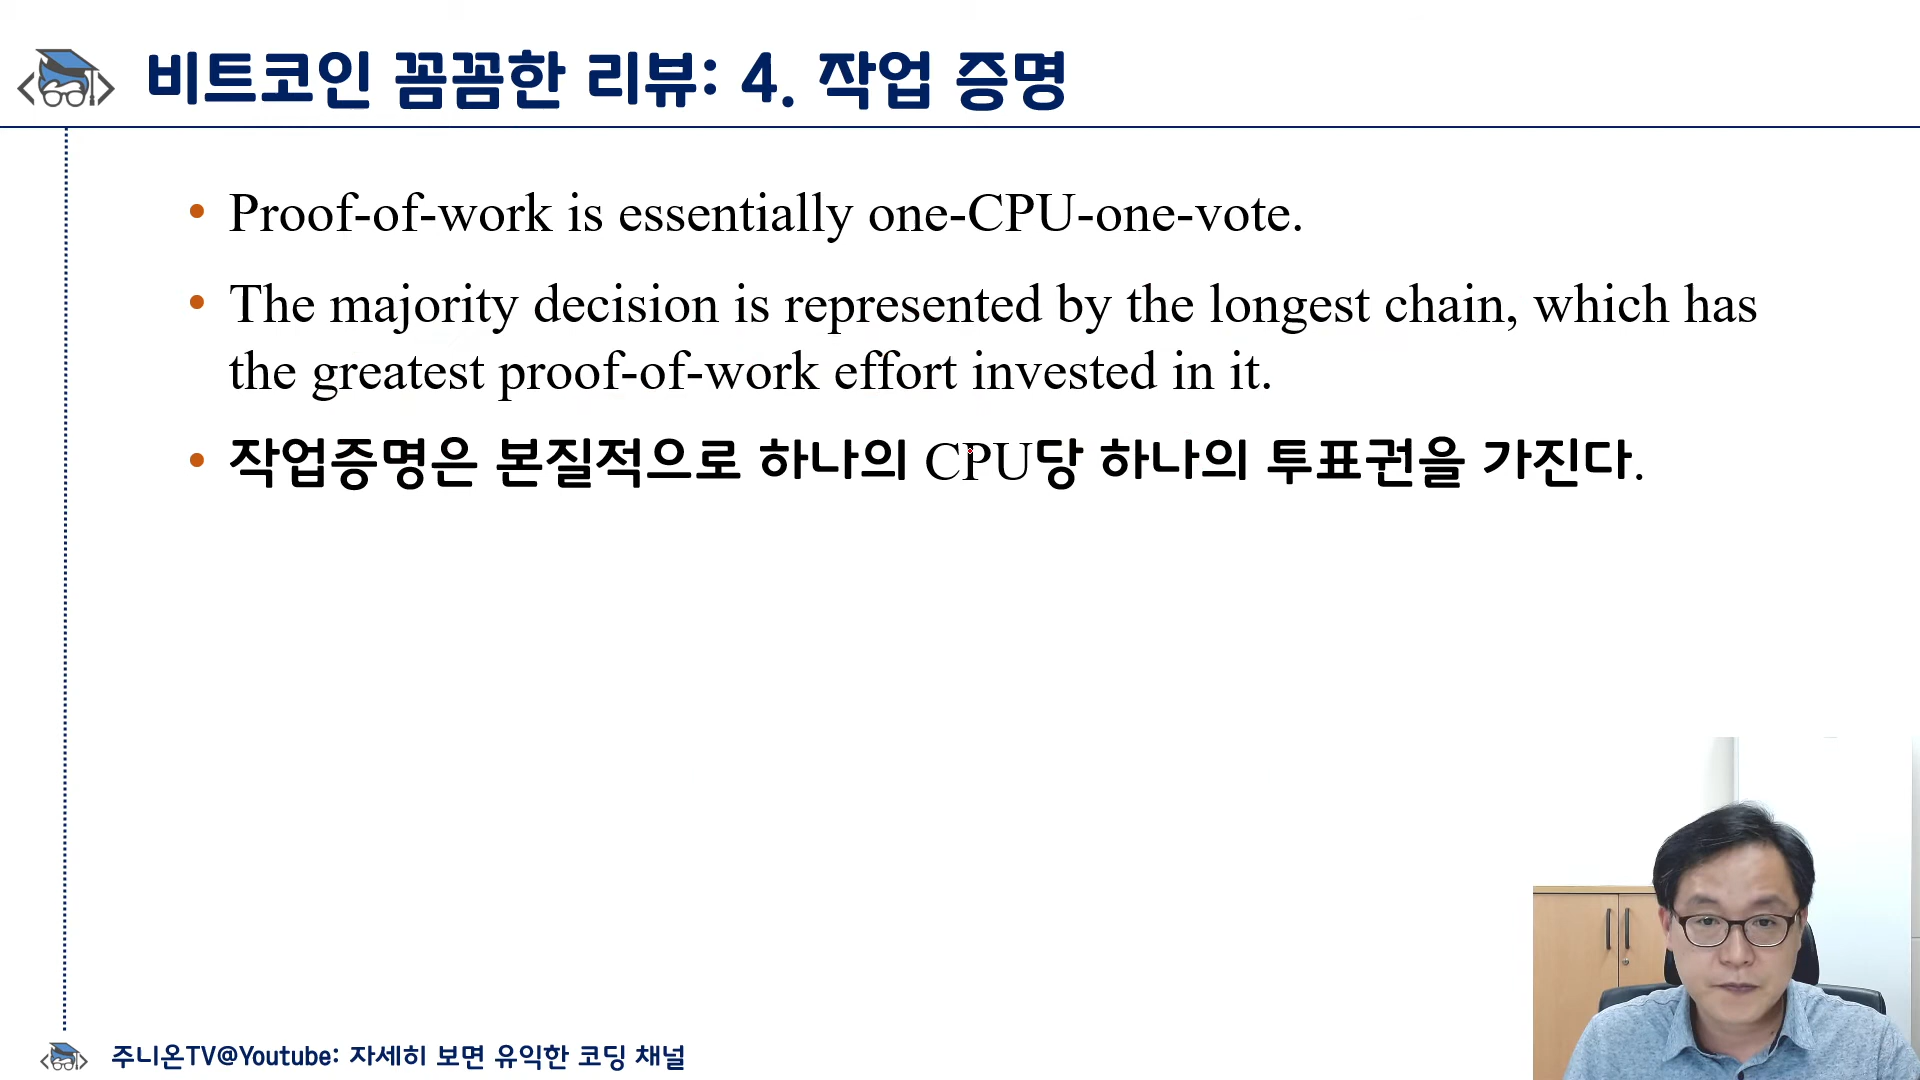 비트코인 꼼꼼한 리뷰: 4. 작업 증명
• Proof-of-work is essentially one-CPU-one-vote.
• The majority decision is represented by the longest chain, which has
the greatest proof-of-work effort invested in it.
• 작업증명은 본질적으로 하나의 CPU당 하나의 투표권을 가진다.
주니온TV@Youtube: 자세히 보면 유익한 코딩 채널